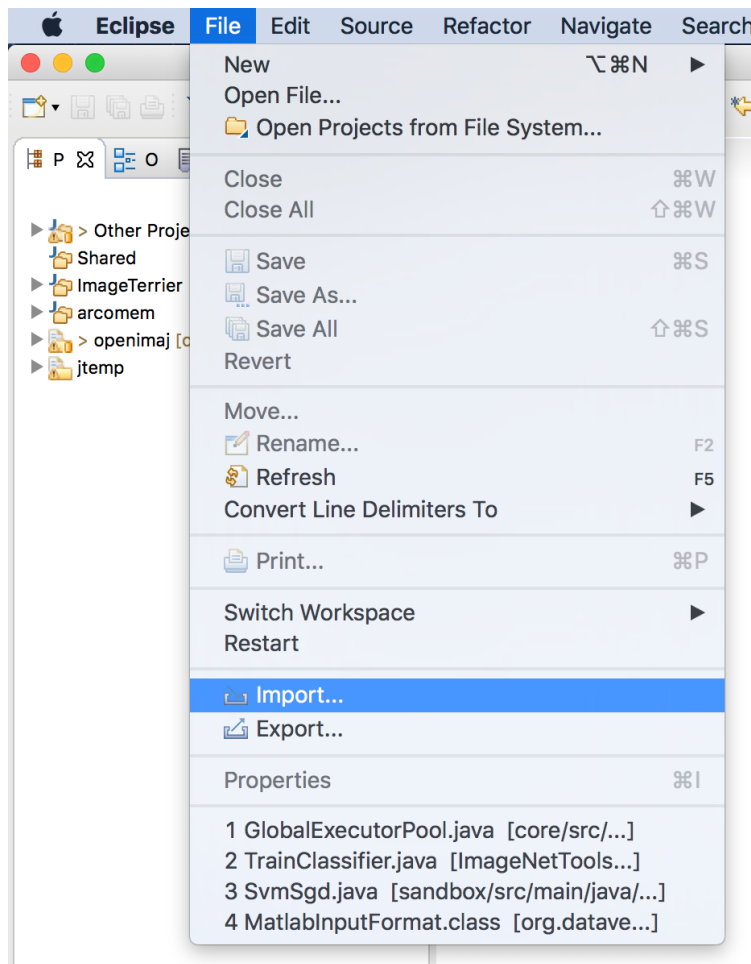 Eclipse File Edit Source Refactor Navigate Search
New ⌥⌘N ▶
Open File...
Open Projects from File System...
P O
Close ⌘W
Close All ⇧⌘W
> Other Proje
Shared
Save ⌘S
ImageTerrier
Save As...
arcomem
Save All ⇧⌘S
> openimaj [c
Revert
jtemp
Move...
Rename... F2
Refresh F5
Convert Line Delimiters To ▶
Print... ⌘P
Switch Workspace ▶
Restart
Import...
Export...
Properties ⌘I
1 GlobalExecutorPool.java [core/src/...]
2 TrainClassifier.java [ImageNetTools...]
3 SvmSgd.java [sandbox/src/main/java/...]
4 MatlabInputFormat.class [org.datave...]